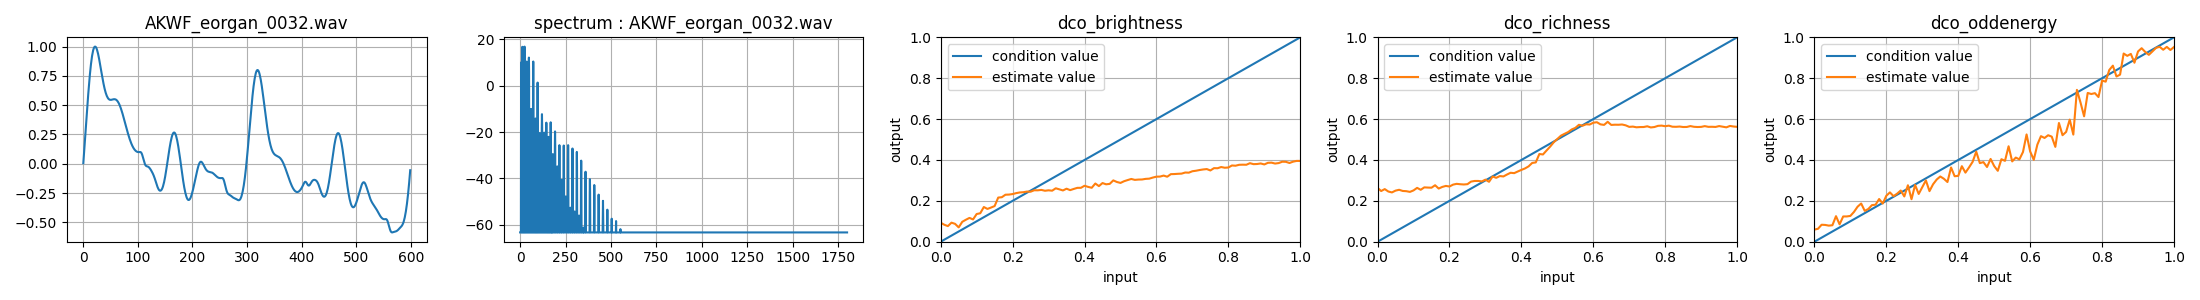 AKWF_eorgan_0032.wav
1.00
0.75
0.50
0.25
0.00
−0.25
−0.50
0 100 200 300 400 500 600
spectrum : AKWF_eorgan_0032.wav
20
0
−20
−40
−60
0 250 500 750 1000 1250 1500 1750
dco_brightness
condition value
estimate value
output
1.0
0.8
0.6
0.4
0.2
0.0
0.0 0.2 0.4 0.6 0.8 1.0
input
dco_richness
condition value
estimate value
output
1.0
0.8
0.6
0.4
0.2
0.0
0.0 0.2 0.4 0.6 0.8 1.0
input
dco_oddenergy
condition value
estimate value
output
1.0
0.8
0.6
0.4
0.2
0.0
0.0 0.2 0.4 0.6 0.8 1.0
input